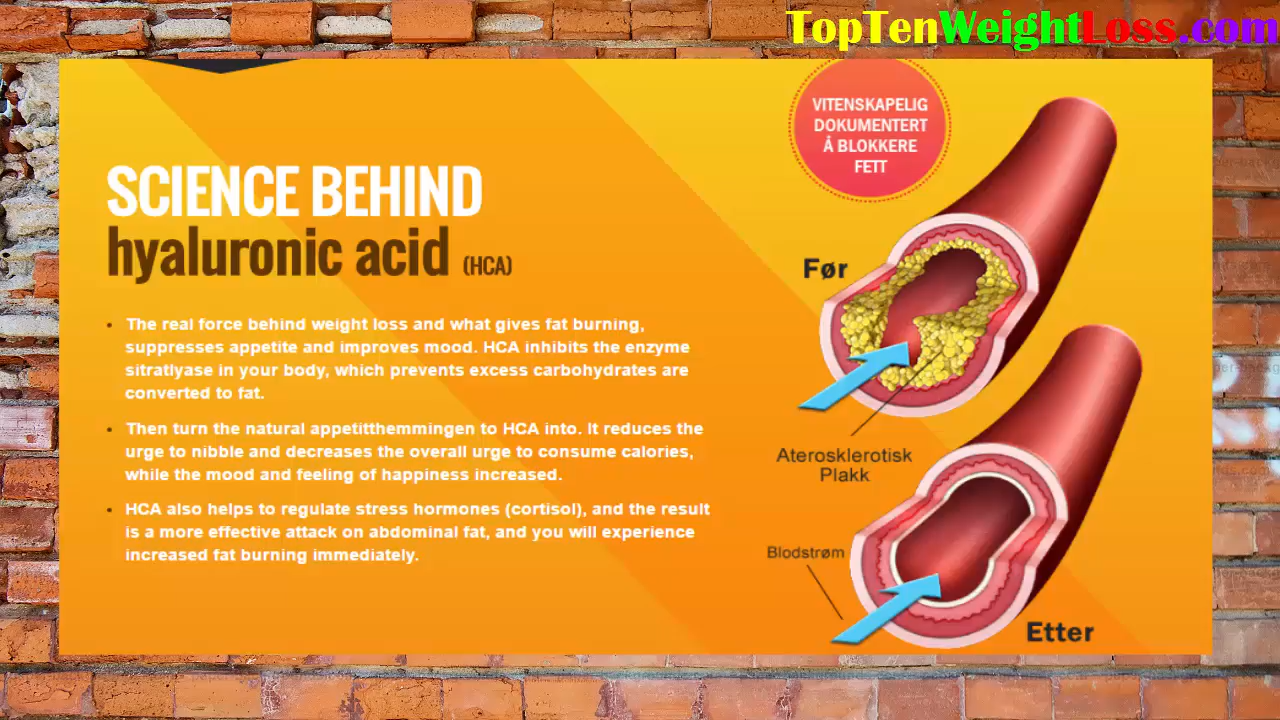 TopTenWeightLoss.com
VITENSKAPELIG
DOKUMENTERT
Å BLOKKERE
FETT
SCIENCE BEHIND
hyaluronic acid (HCA)
• The real force behind weight loss and what gives fat burning,
suppresses appetite and improves mood. HCA inhibits the enzyme
sitratlyase in your body, which prevents excess carbohydrates are
converted to fat.
• Then turn the natural appetitthemmingen to HCA into. It reduces the
urge to nibble and decreases the overall urge to consume calories,
while the mood and feeling of happiness increased.
• HCA also helps to regulate stress hormones (cortisol), and the result
is a more effective attack on abdominal fat, and you will experience
increased fat burning immediately.
Før
Aterosklerotisk
Plakk
Blodstrøm
Etter